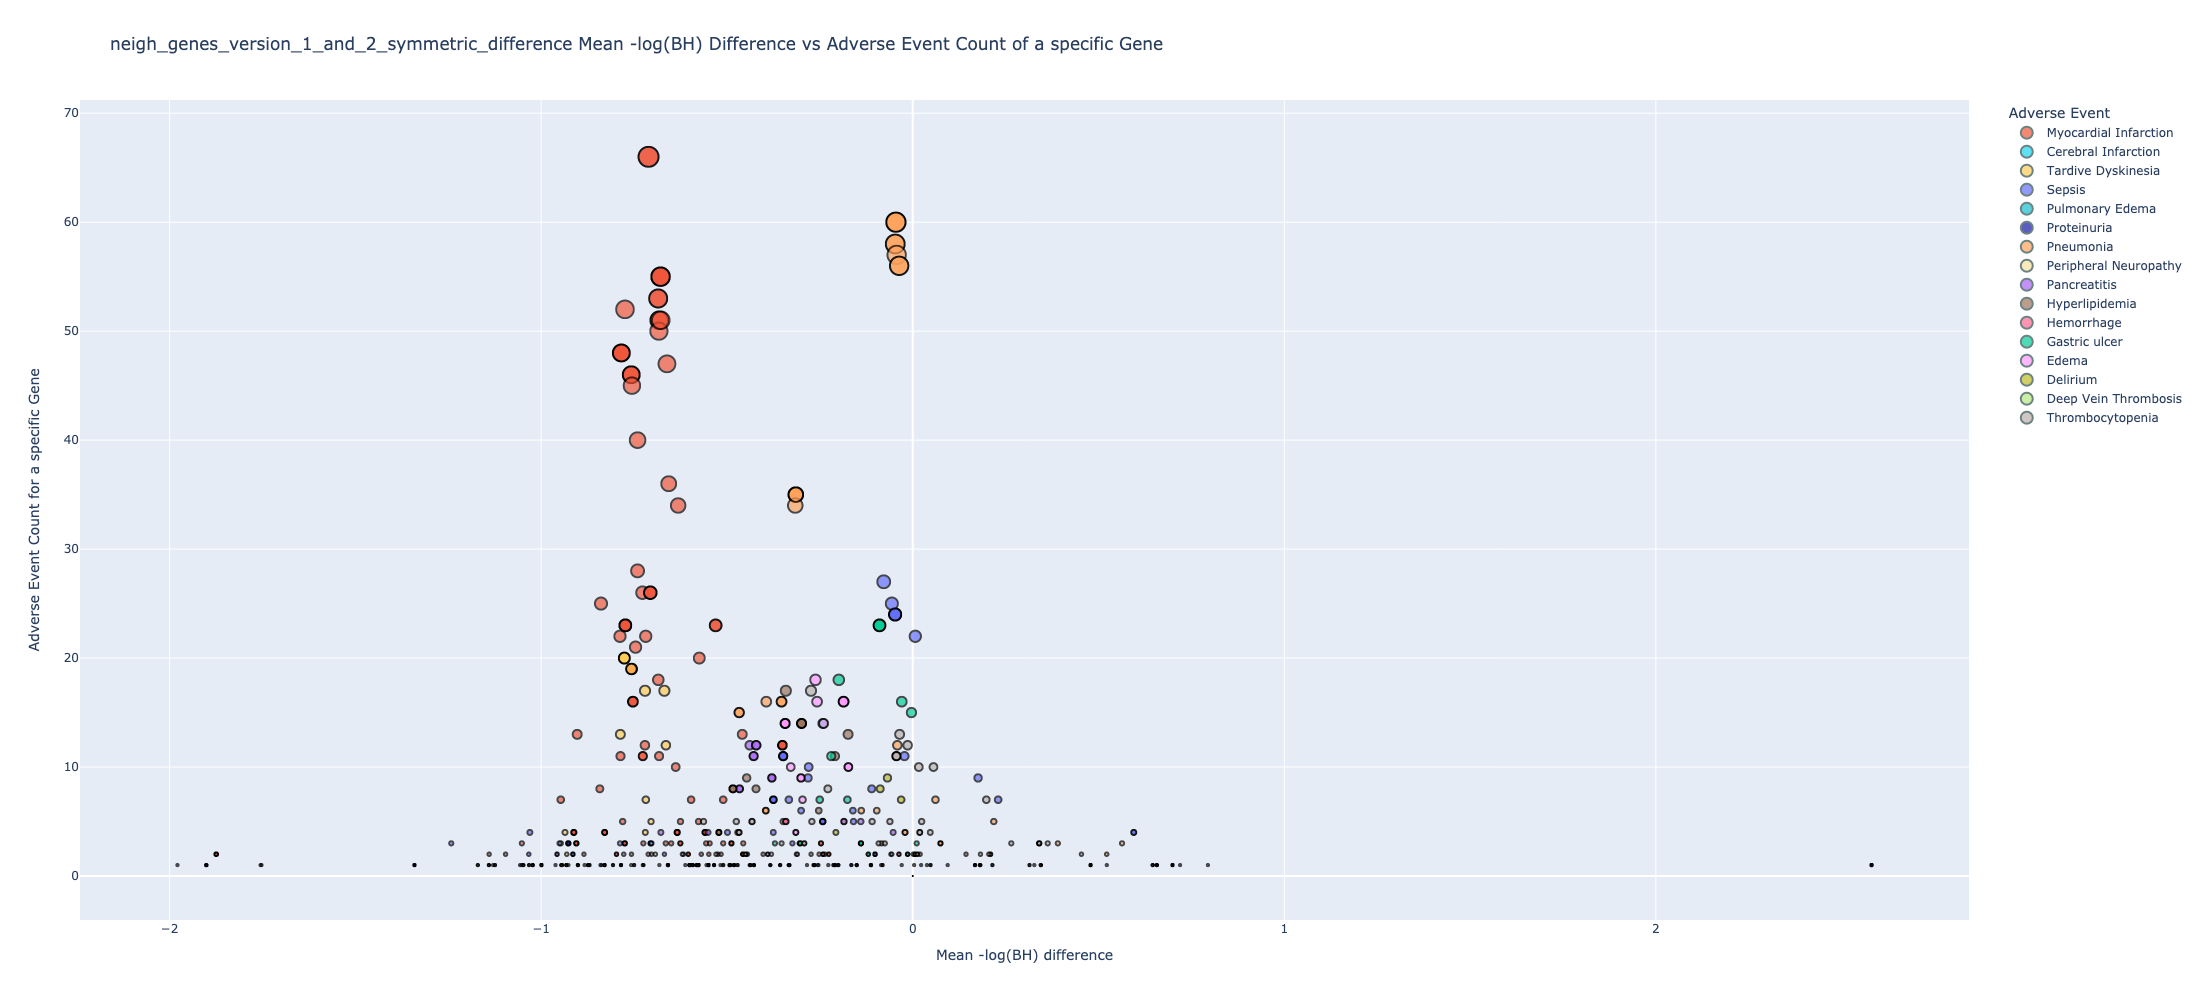 neigh_genes_version_1_and_2_symmetric_difference Mean -log(BH) Difference vs Adverse Event Count of a specific Gene
Adverse Event Count for a specific Gene
70
60
50
40
30
20
10
0
−2
−1
0
1
2
Mean -log(BH) difference
Adverse Event
Myocardial Infarction
Cerebral Infarction
Tardive Dyskinesia
Sepsis
Pulmonary Edema
Proteinuria
Pneumonia
Peripheral Neuropathy
Pancreatitis
Hyperlipidemia
Hemorrhage
Gastric ulcer
Edema
Delirium
Deep Vein Thrombosis
Thrombocytopenia